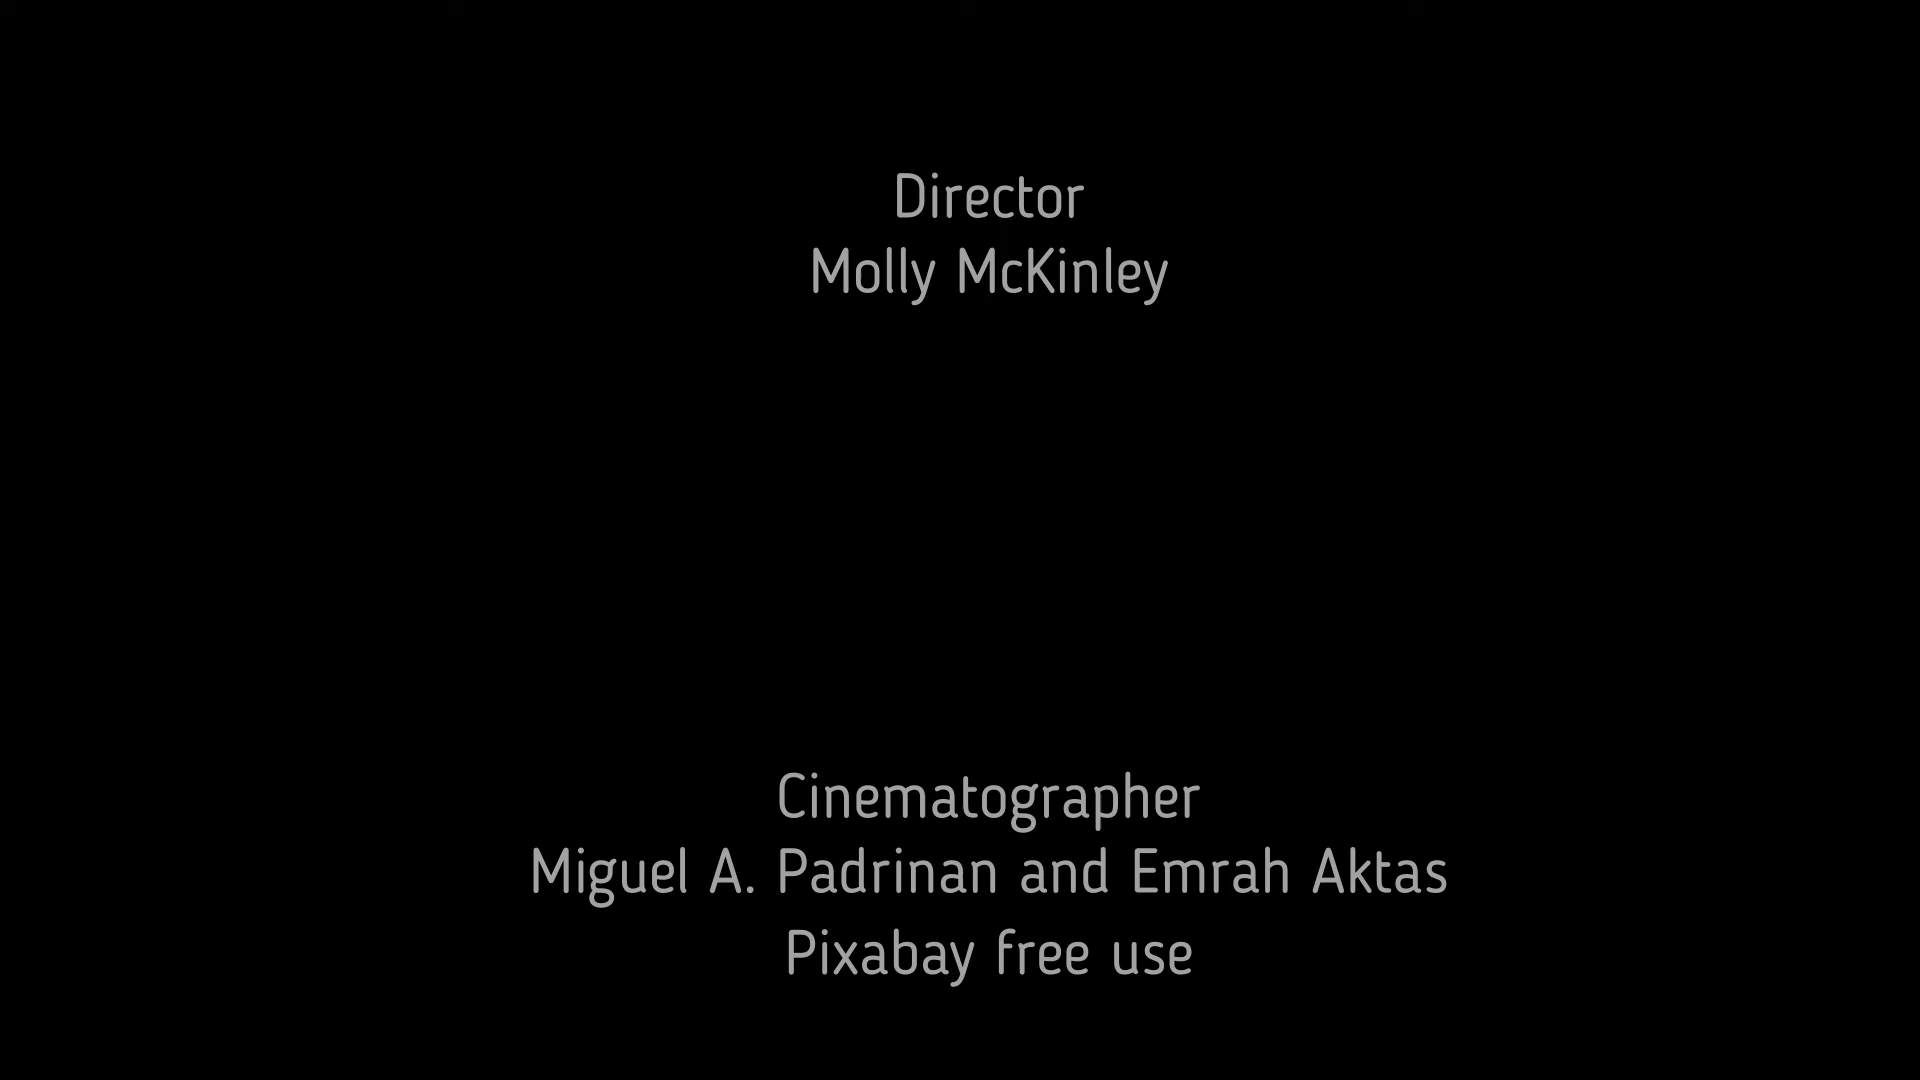 Director
Molly McKinley
Cinematographer
Miguel A. Padrinan and Emrah Aktas
Pixabay free use